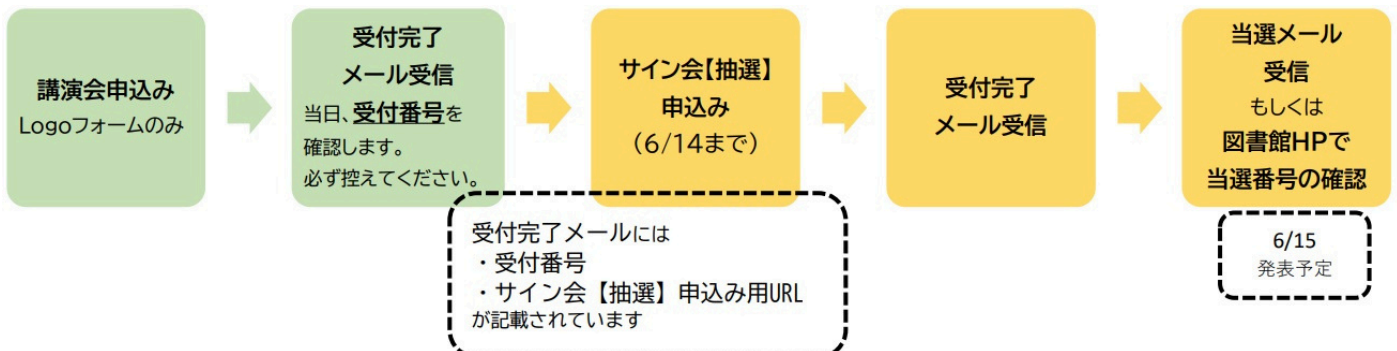 講演会申込み
Logoフォームのみ
受付完了
メール受信
当日、受付番号を
確認します。
必ず控えてください。
サイン会【抽選】
申込み
（6/14まで）
受付完了
メール受信
当選メール
受信
もしくは
図書館HPで
当選番号の確認
受付完了メールには
・受付番号
・サイン会【抽選】申込み用URL
が記載されています
6/15
発表予定